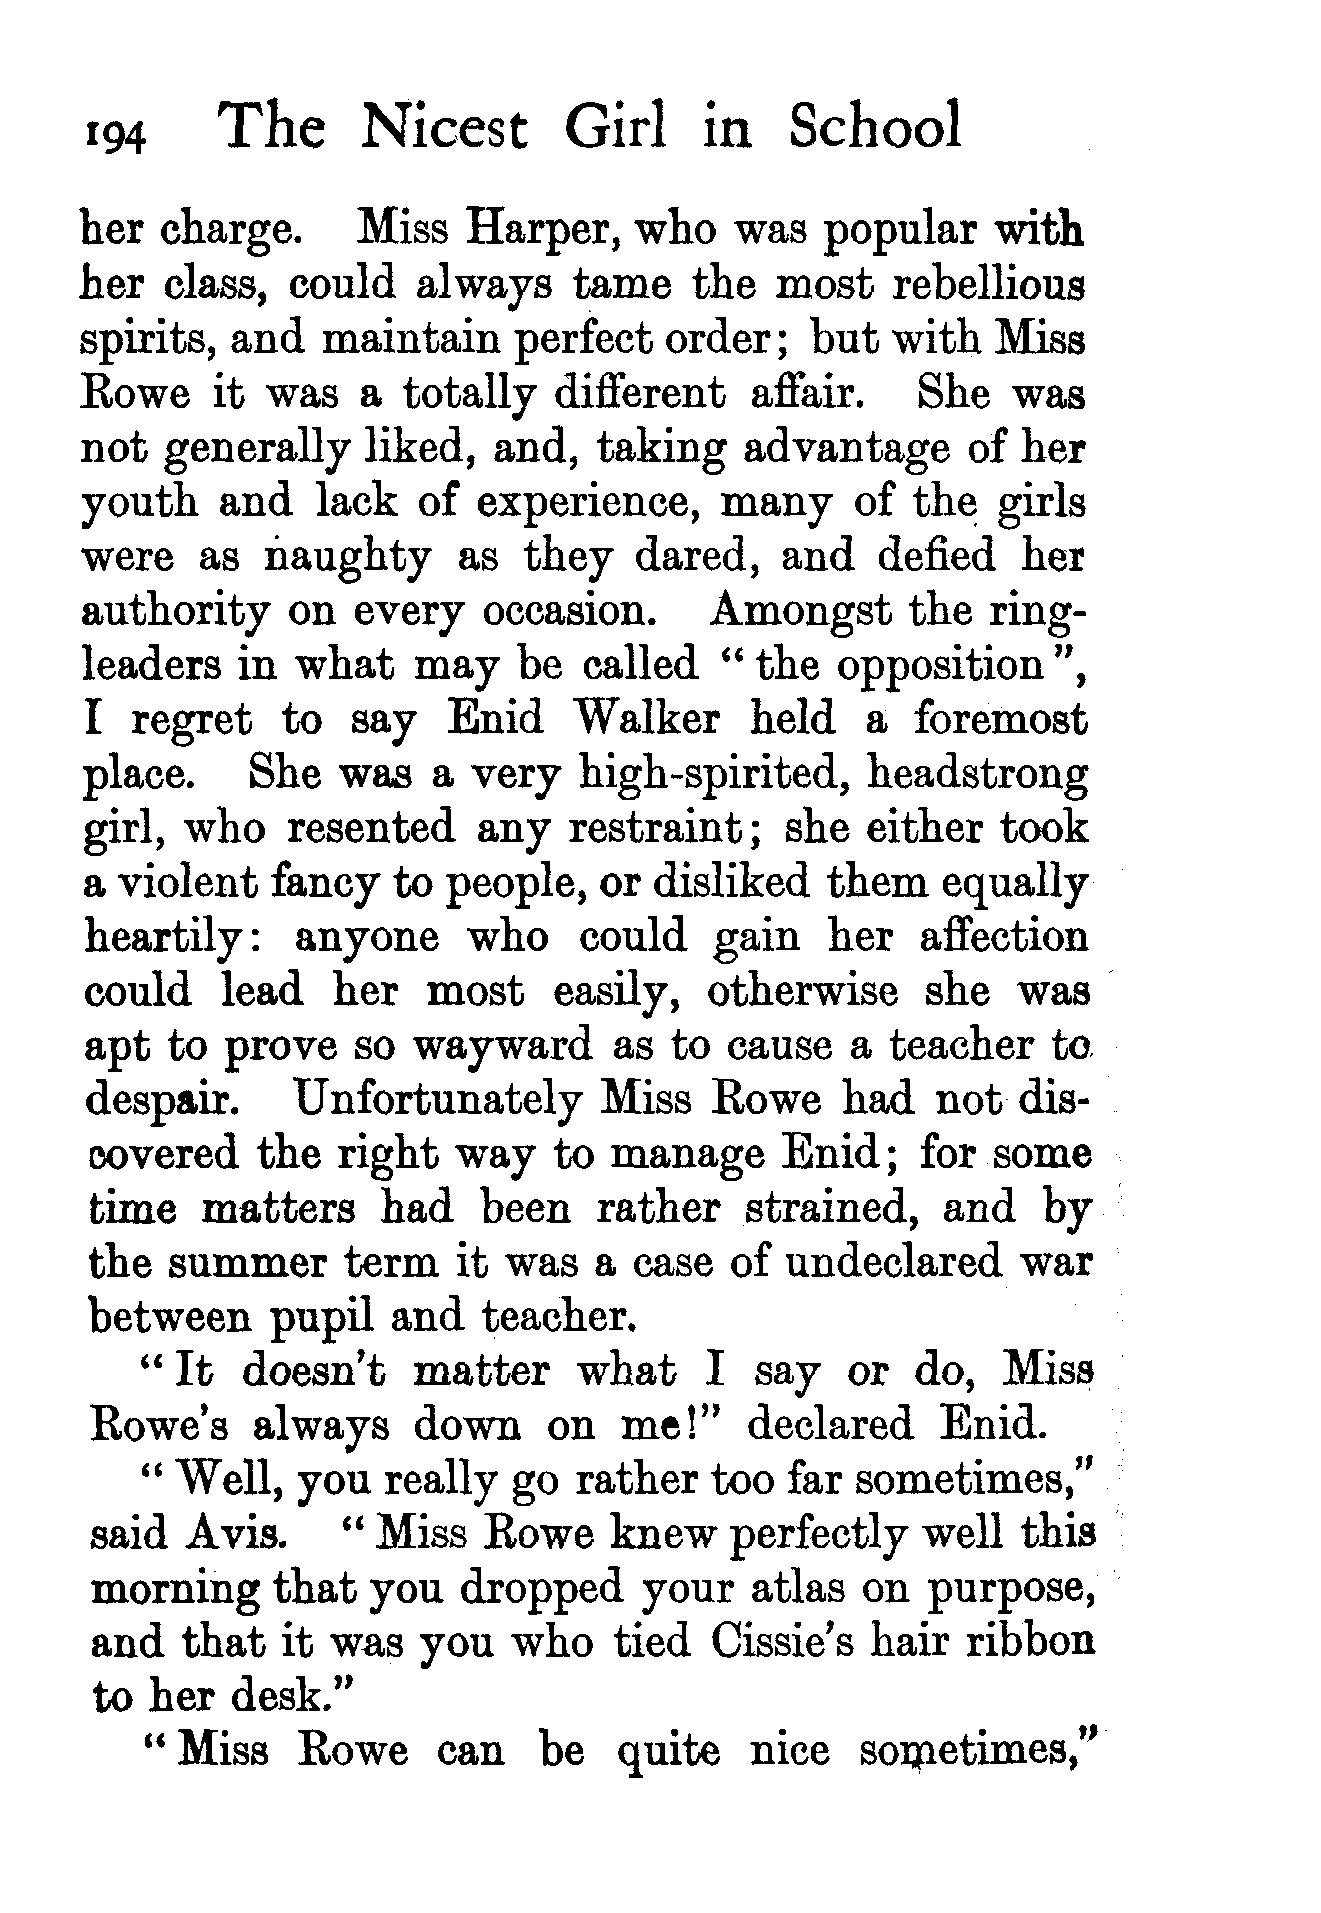 194 The Nicest Girl in School
her charge. Miss Harper, who was popular with
her class, could always tame the most rebellious
spirits, and maintain perfect order; but with Miss
Rowe it was a totally different affair. She was
not generally liked, and, taking advantage of her
youth and lack of experience, many of the girls
were as naughty as they dared, and defied her
authority on every occasion. Amongst the ring-
leaders in what may be called "the opposition",
I regret to say Enid Walker held a foremost
place. She was a very high-spirited, headstrong
girl, who resented any restraint; she either took
a violent fancy to people, or disliked them equally
heartily: anyone who could gain her affection
could lead her most easily, otherwise she was
apt to prove so wayward as to cause a teacher to
despair. Unfortunately Miss Rowe had not dis-
covered the right way to manage Enid; for some
time matters had been rather strained, and by
the summer term it was a case of undeclared war
between pupil and teacher.
"It doesn't matter what I say or do, Miss
Rowe's always down on me!" declared Enid.
"Well, you really go rather too far sometimes,"
said Avis. "Miss Rowe knew perfectly well this
morning that you dropped your atlas on purpose,
and that it was you who tied Cissie's hair ribbon
to her desk."
"Miss Rowe can be quite nice sometimes,"